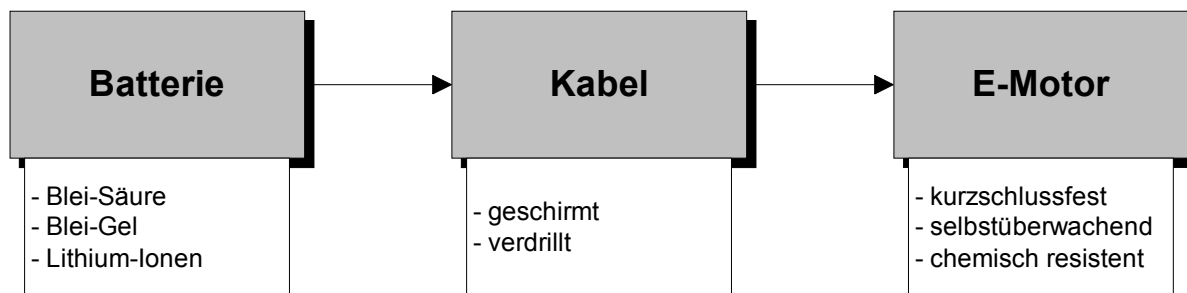 Batterie
- Blei-Säure
- Blei-Gel
- Lithium-Ionen
Kabel
- geschirmt
- verdrillt
E-Motor
- kurzschlussfest
- selbstüberwachend
- chemisch resistent